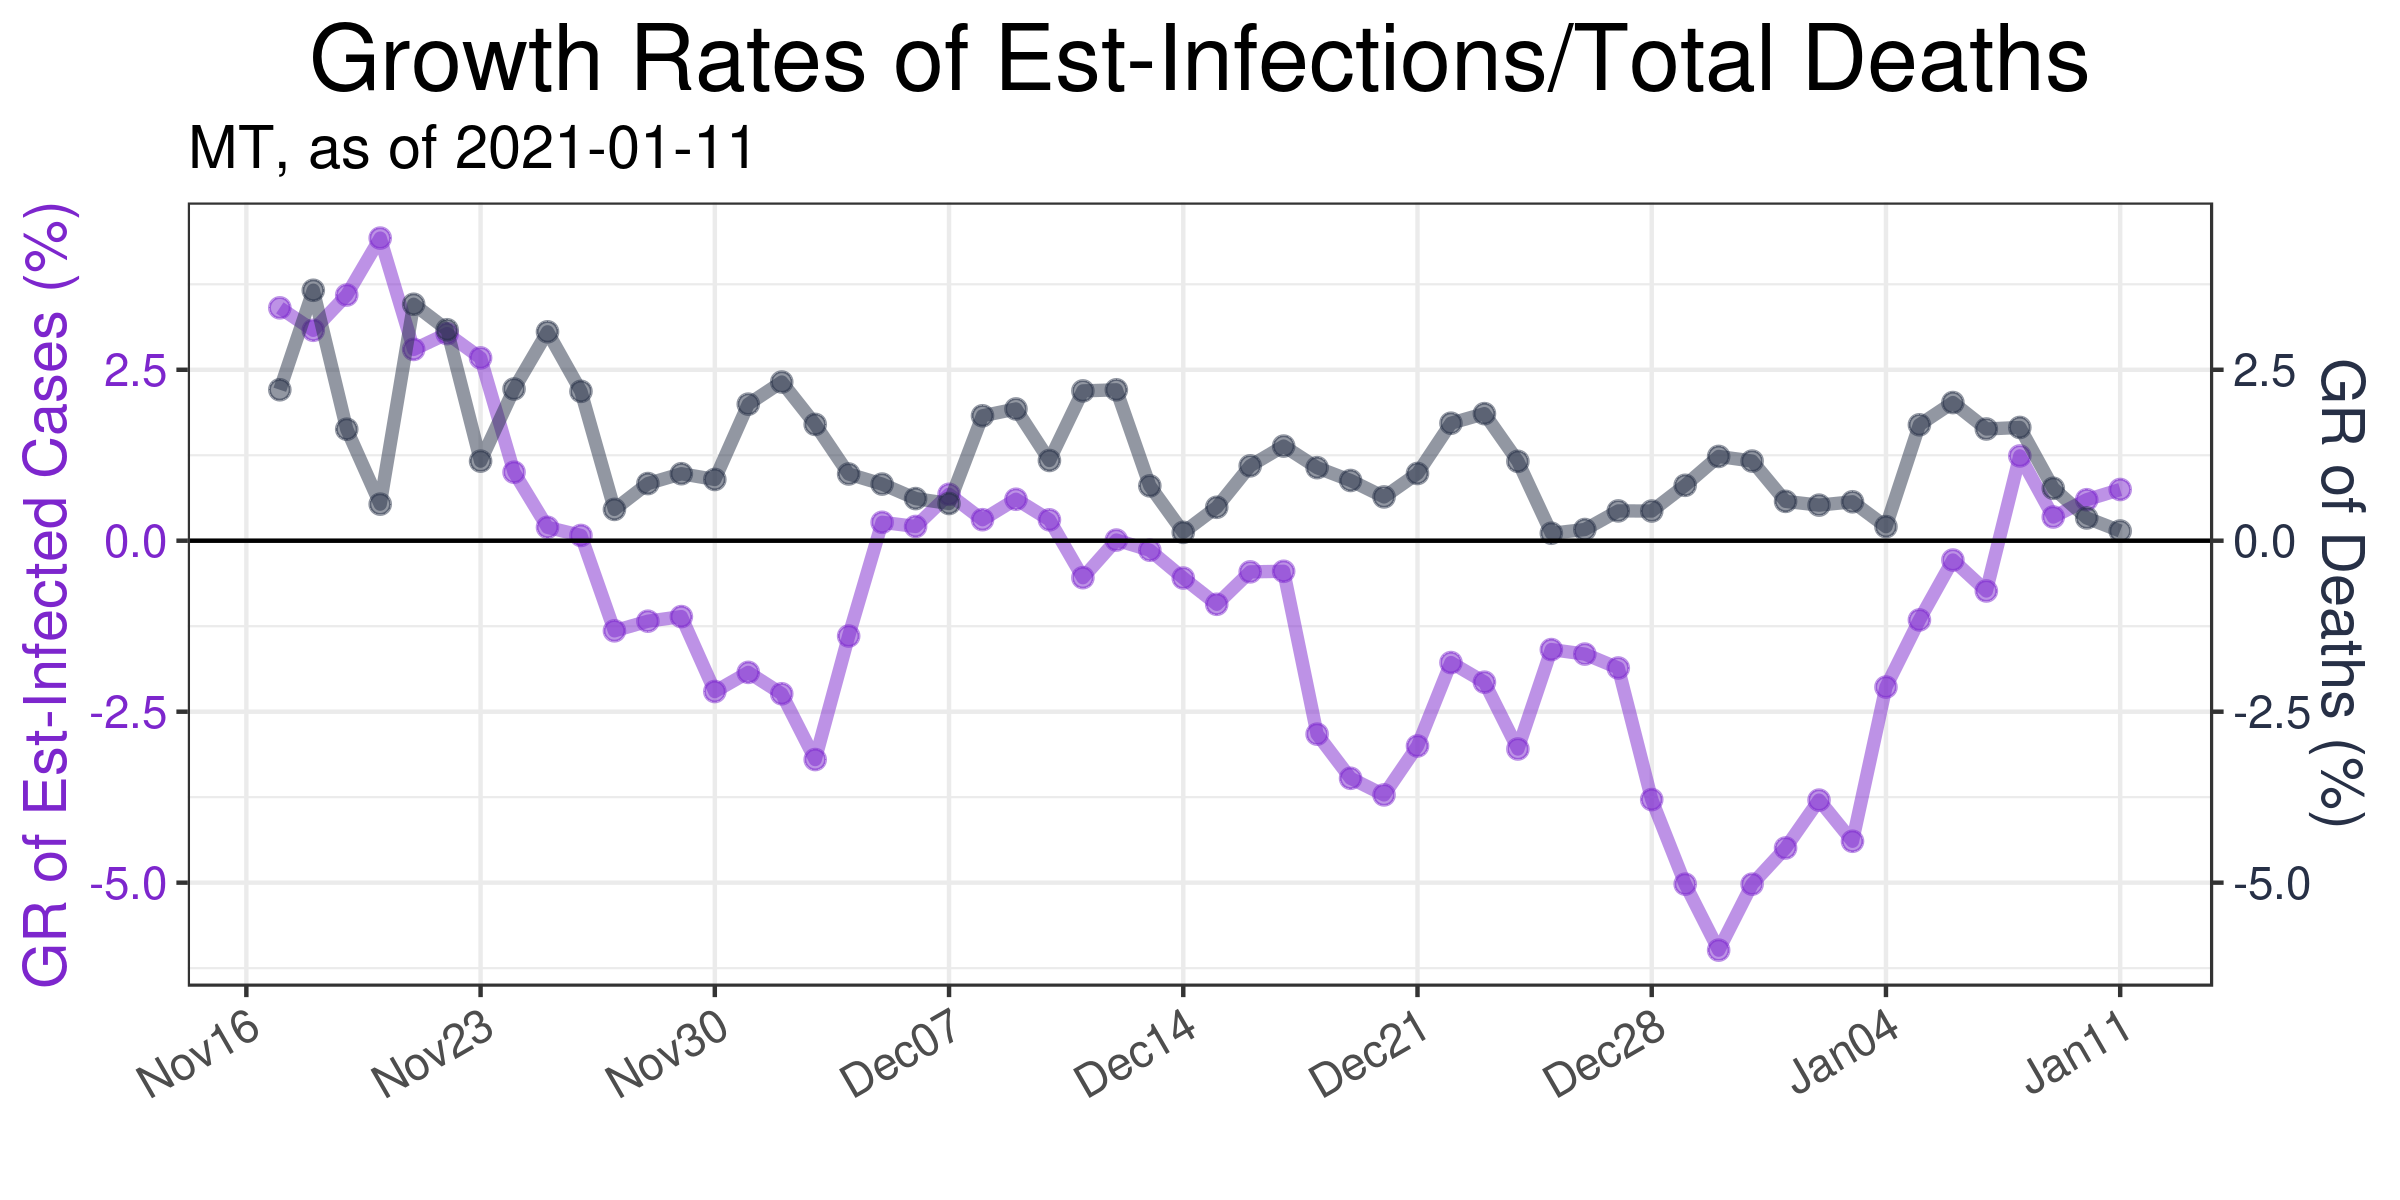 Growth Rates of Est-Infections/Total Deaths
MT, as of 2021-01-11
GR of Est-Infected Cases (%)
2.5
0.0
-2.5
-5.0
2.5
0.0
-2.5
-5.0
GR of Deaths (%)
Nov16
Nov23
Nov30
Dec07
Dec14
Dec21
Dec28
Jan04
Jan11